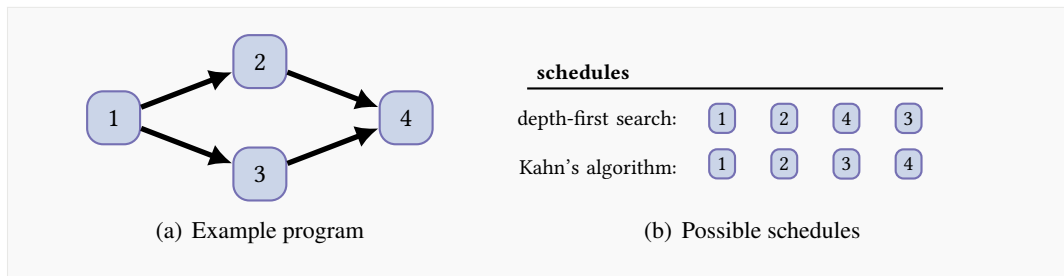 1
2
3
4
(a) Example program
schedules
depth-first search: 1 2 4 3
Kahn's algorithm: 1 2 3 4
(b) Possible schedules